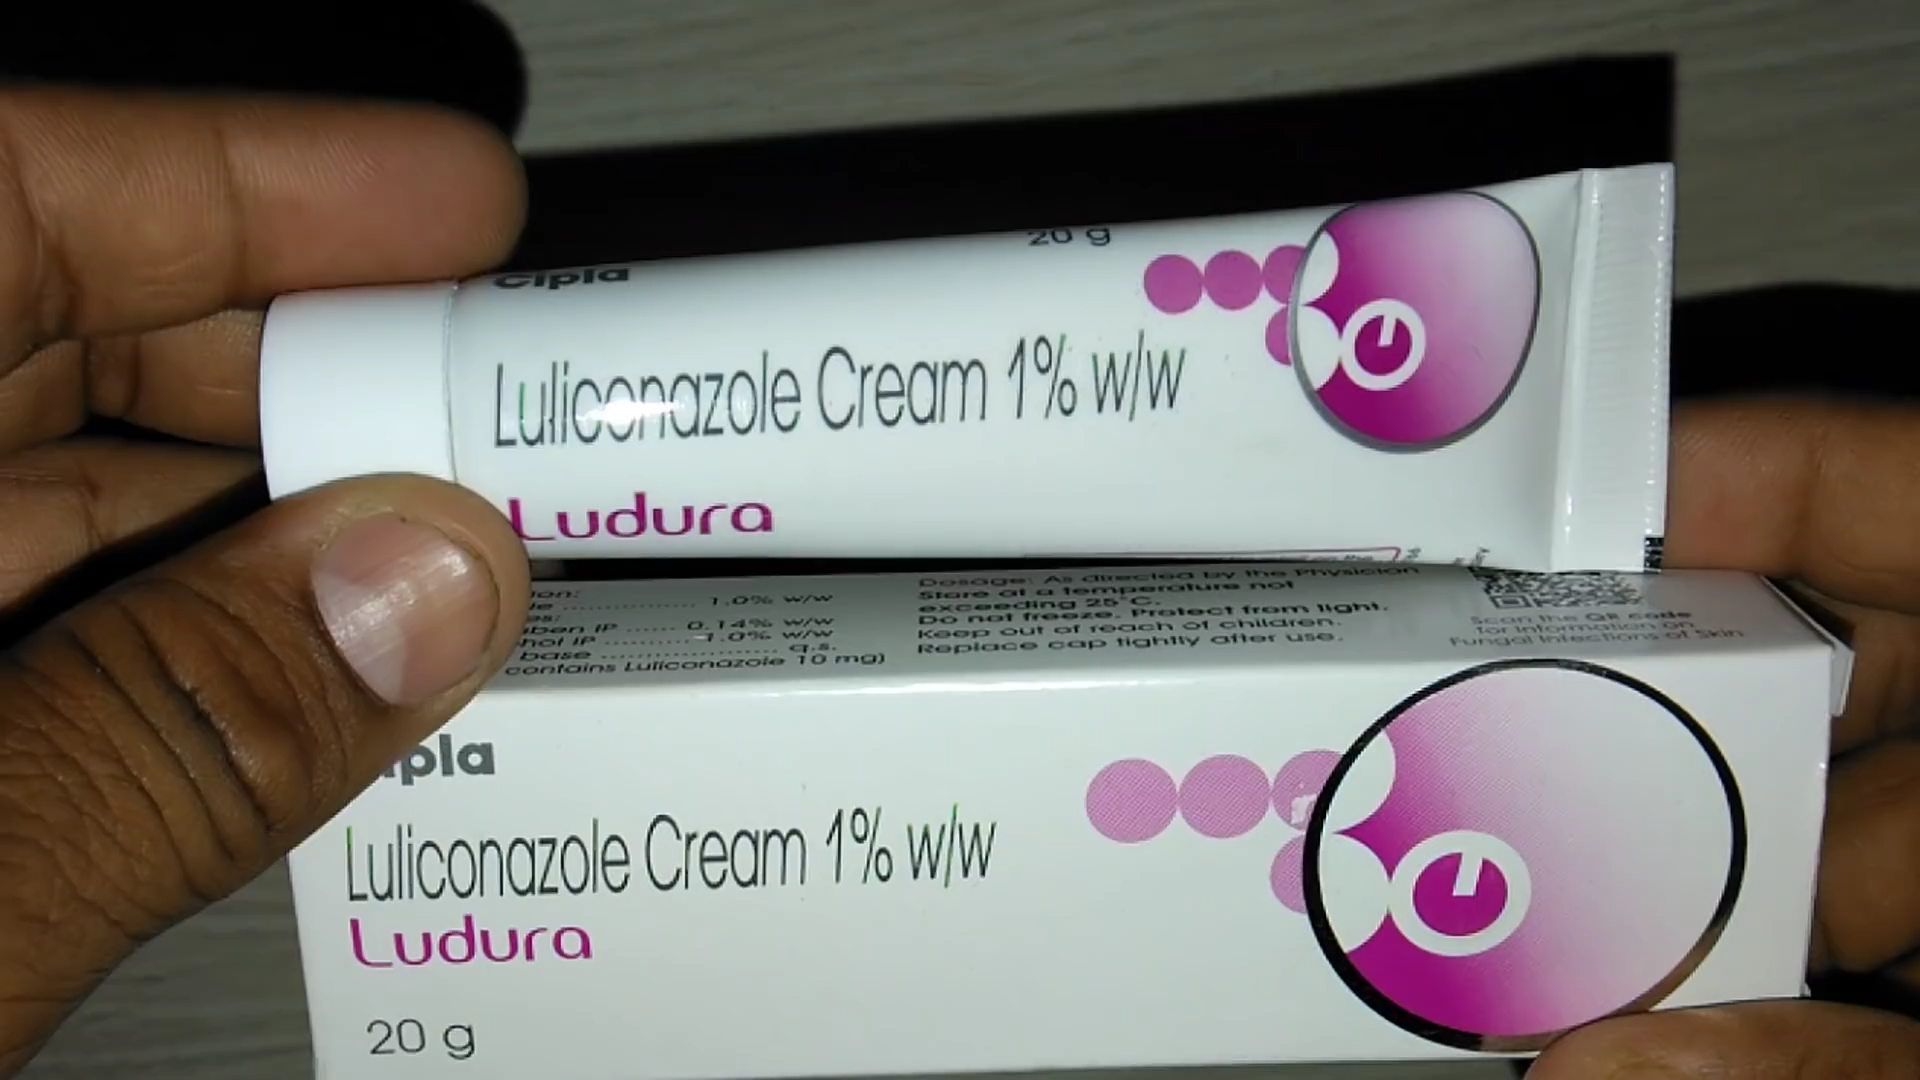 20 g
Cipla
Luliconazole Cream 1% w/w
Ludura
1.0% w/w
0.14% w/w
1.0% w/w
base ........................ q.s.
contains Luliconazole 10 mg)
Dosage: As directed by the Physician
Store at a temperature not
exceeding 25°C.
Do not freeze. Protect from light.
Keep out of reach of children.
Replace cap tightly after use.
Scan the QR code
for information on
Fungal Infections of Skin
pla
Luliconazole Cream 1% w/w
Ludura
20 g